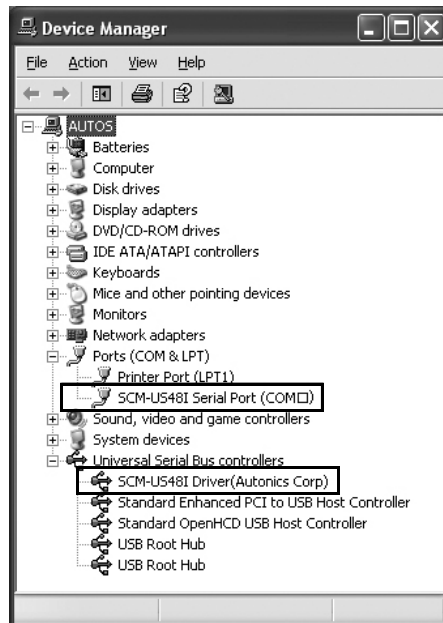 Device Manager
File Action View Help
AUTOS
Batteries
Computer
Disk drives
Display adapters
DVD/CD-ROM drives
IDE ATA/ATAPI controllers
Keyboards
Mice and other pointing devices
Monitors
Network adapters
Ports (COM & LPT)
Printer Port (LPT1)
SCM-US48I Serial Port (COM□)
Sound, video and game controllers
System devices
Universal Serial Bus controllers
SCM-US48I Driver(Autonics Corp)
Standard Enhanced PCI to USB Host Controller
Standard OpenHCD USB Host Controller
USB Root Hub
USB Root Hub